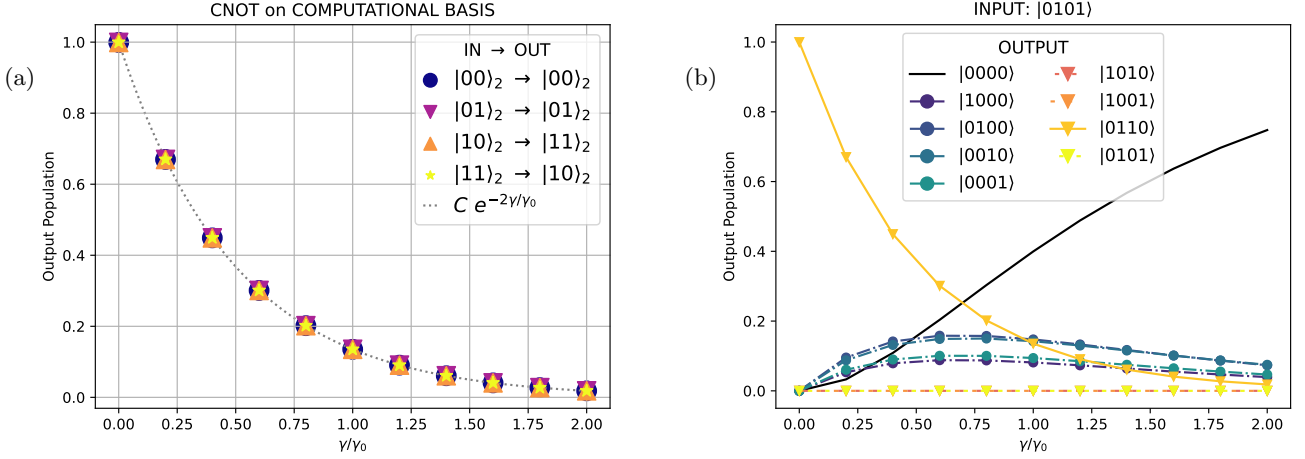 (a)
CNOT on COMPUTATIONAL BASIS
Output Population
1.0
0.8
0.6
0.4
0.2
0.0
IN → OUT
|00⟩₂ → |00⟩₂
|01⟩₂ → |01⟩₂
|10⟩₂ → |11⟩₂
|11⟩₂ → |10⟩₂
C e^{-2γ/γ₀}
0.00 0.25 0.50 0.75 1.00 1.25 1.50 1.75 2.00
γ/γ₀
(b)
INPUT: |0101⟩
Output Population
1.0
0.8
0.6
0.4
0.2
0.0
OUTPUT
|0000⟩ |1010⟩
|1000⟩ |1001⟩
|0100⟩ |0110⟩
|0010⟩ |0101⟩
|0001⟩
0.00 0.25 0.50 0.75 1.00 1.25 1.50 1.75 2.00
γ/γ₀